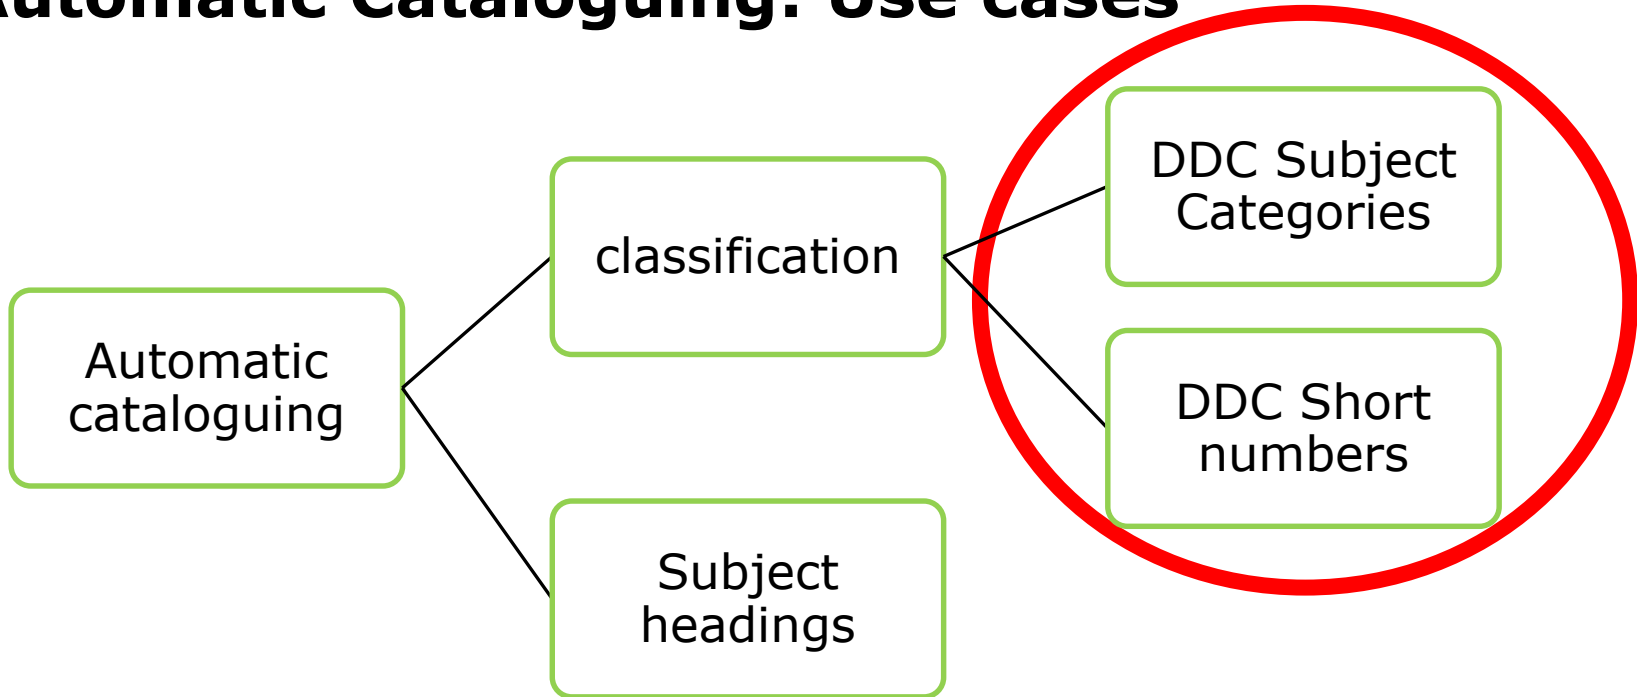 Automatic Cataloguing: Use cases
DDC Subject
Categories
classification
Automatic
cataloguing
DDC Short
numbers
Subject
headings